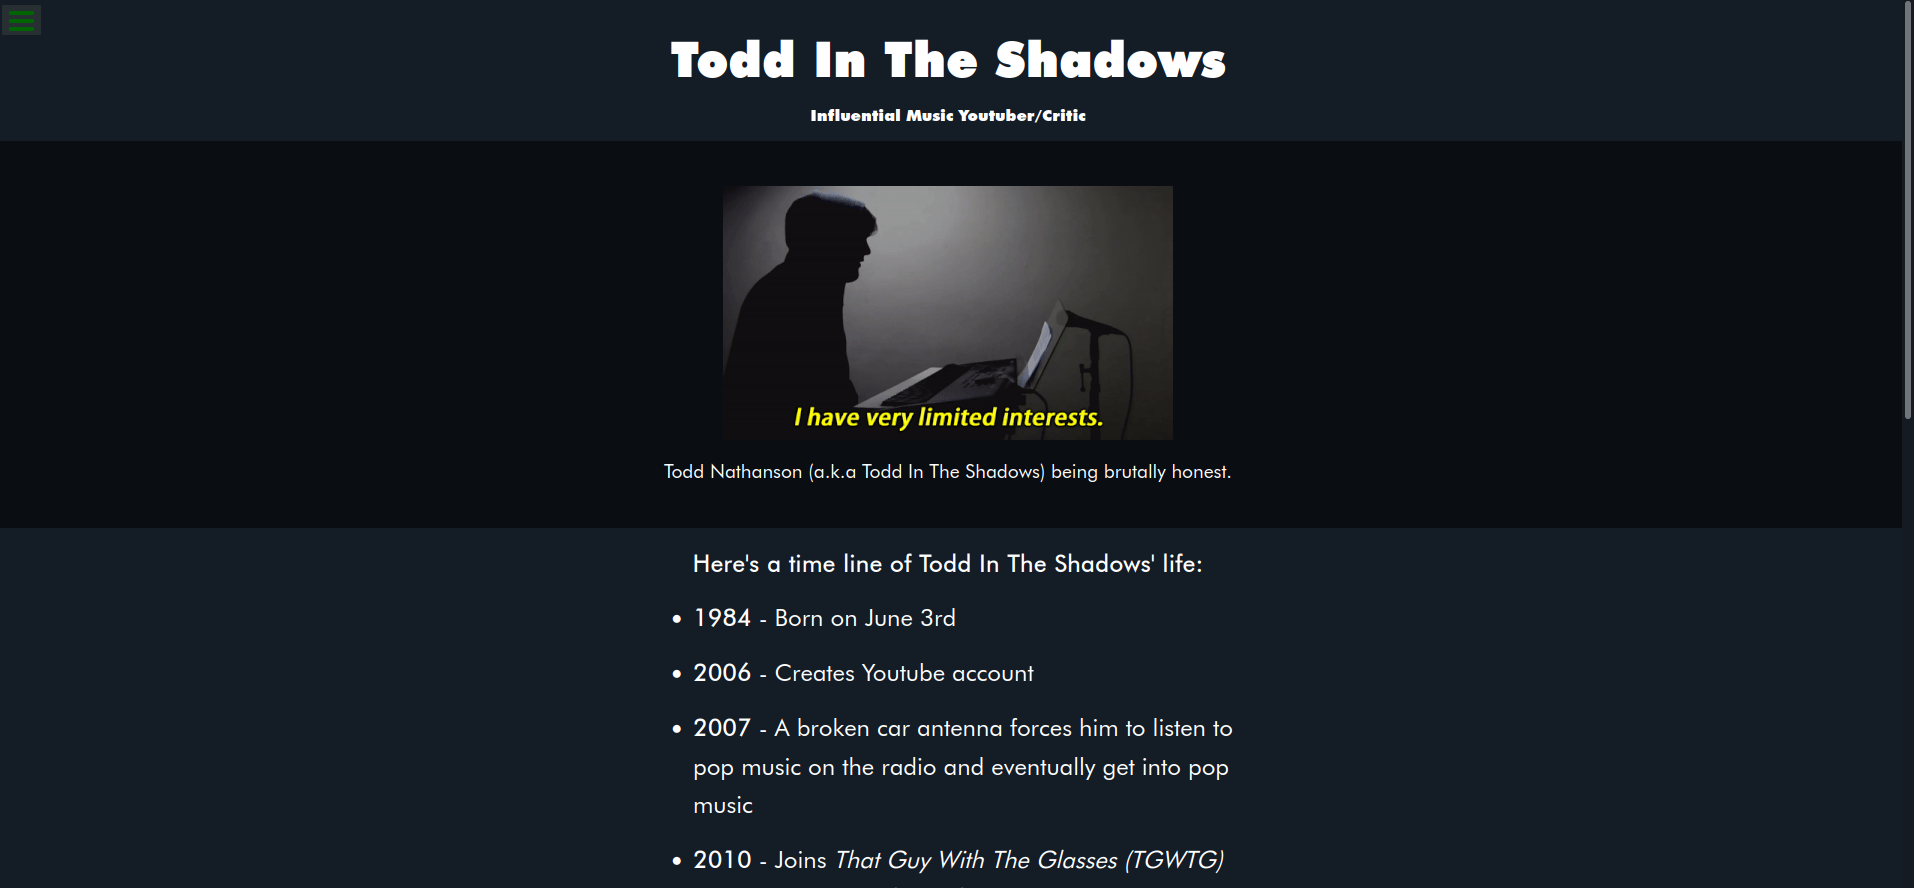 Todd In The Shadows
Influential Music Youtuber/Critic
I have very limited interests.
Todd Nathanson (a.k.a Todd In The Shadows) being brutally honest.
Here's a time line of Todd In The Shadows' life:
• 1984 - Born on June 3rd
• 2006 - Creates Youtube account
• 2007 - A broken car antenna forces him to listen to
pop music on the radio and eventually get into pop
music
• 2010 - Joins That Guy With The Glasses (TGWTG)